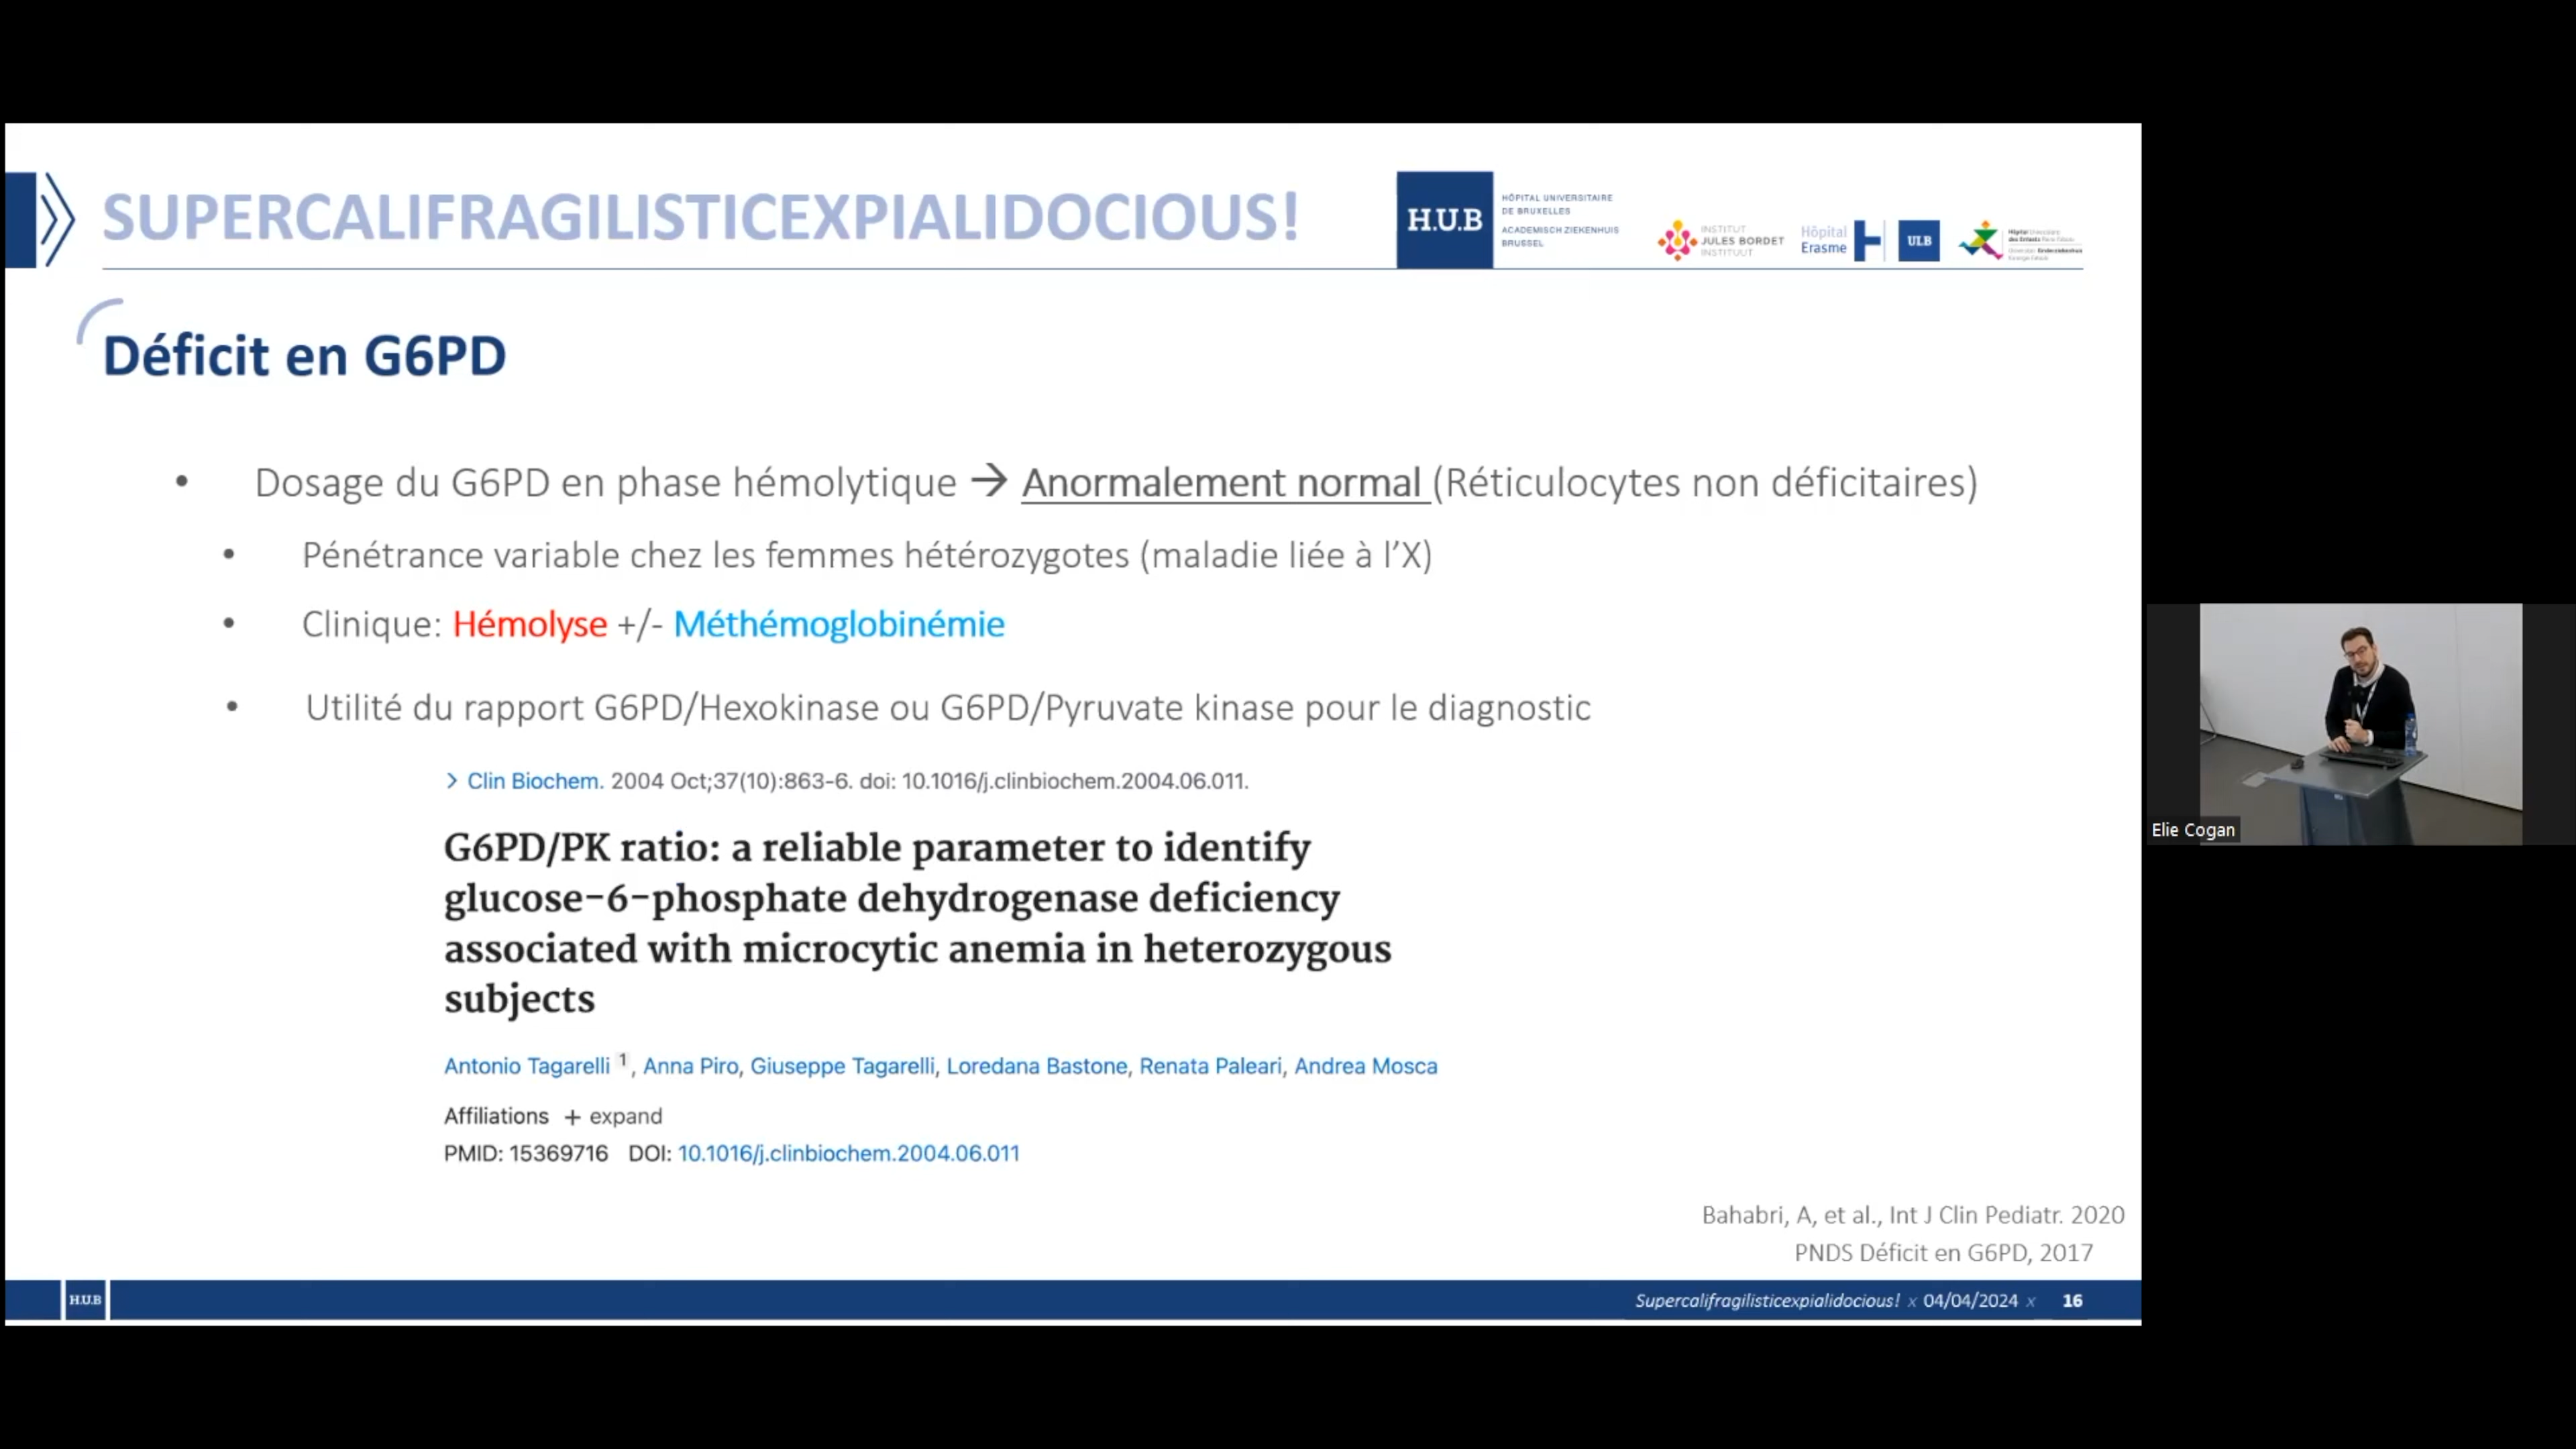 SUPERCALIFRAGILISTICEXPIALIDOCIOUS!
H.U.B
HÔPITAL UNIVERSITAIRE
DE BRUXELLES
ACADEMISCH ZIEKENHUIS
BRUSSEL
INSTITUT
JULES BORDET
INSTITUUT
Hôpital
Erasme
ULB
Déficit en G6PD
• Dosage du G6PD en phase hémolytique → Anormalement normal (Réticulocytes non déficitaires)
• Pénétrance variable chez les femmes hétérozygotes (maladie liée à l’X)
• Clinique: Hémolyse +/- Méthémoglobinémie
• Utilité du rapport G6PD/Hexokinase ou G6PD/Pyruvate kinase pour le diagnostic
> Clin Biochem. 2004 Oct;37(10):863-6. doi: 10.1016/j.clinbiochem.2004.06.011.
G6PD/PK ratio: a reliable parameter to identify
glucose-6-phosphate dehydrogenase deficiency
associated with microcytic anemia in heterozygous
subjects
Antonio Tagarelli 1, Anna Piro, Giuseppe Tagarelli, Loredana Bastone, Renata Paleari, Andrea Mosca
Affiliations + expand
PMID: 15369716 DOI: 10.1016/j.clinbiochem.2004.06.011
Bahabri, A, et al., Int J Clin Pediatr. 2020
PNDS Déficit en G6PD, 2017
H.U.B
Supercalifragilisticexpialidocious! x 04/04/2024 x 16
Elie Cogan